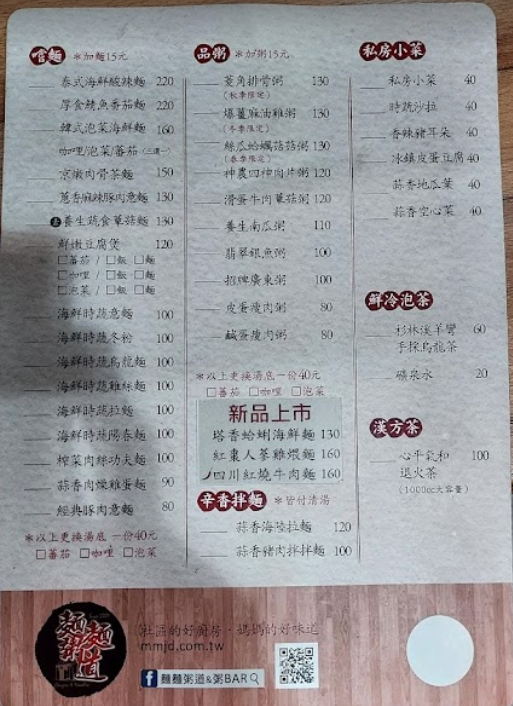 嚐麵 *加麵15元
泰式海鮮酸辣麵 220
厚食鯖魚番茄麵 220
韓式泡菜海鮮麵 160
咖哩/泡菜/番茄 (三選一)
京燉肉骨茶麵 150
蔥香麻辣豚肉意麵 130
養生蔬食蕈菇麵 130
鮮嫩豆腐煲 120
□番茄 / □飯 □麵
□咖哩 / □飯 □麵
□泡菜 / □飯 □麵
海鮮時蔬意麵 100
海鮮時蔬冬粉 100
海鮮時蔬烏龍麵 100
海鮮時蔬雞絲麵 100
海鮮時蔬拉麵 100
海鮮時蔬陽春麵 100
榨菜肉絲功夫麵 100
蒜香肉燥雞蛋麵 90
經典豚肉意麵 80
*以上更換湯底一份40元
□番茄 □咖哩 □泡菜
品粥 *加粥15元
菱角排骨粥 130
(秋季限定)
爆薑麻油雞粥 130
(冬季限定)
絲瓜蛤蠣菇菇粥 130
(春季限定)
神農四神肉片粥 120
滑蛋牛肉蕈菇粥 120
養生南瓜粥 110
翡翠銀魚粥 100
招牌廣東粥 100
皮蛋瘦肉粥 80
鹹蛋瘦肉粥 80
*以上更換湯底一份40元
□番茄 □咖哩 □泡菜
新品上市
塔香蛤蜊海鮮麵 130
紅棗人蔘雞煨麵 160
四川紅燒牛肉麵 160
辛香拌麵 *皆付清湯
蒜香海陸拉麵 120
蒜香豬肉拌拌麵 100
私房小菜
私房小菜 40
時蔬沙拉 40
香辣豬耳朵 40
冰鎮皮蛋豆腐 40
蒜香地瓜葉 40
蒜香空心菜 40
鮮冷泡茶
杉林溪羊彎 60
手採烏龍茶
礦泉水 20
漢方茶
心平氣和 100
退火茶
(1000cc大容量)
麵麵粥道
社區的好廚房・媽媽的好味道
mmjd.com.tw
f 麵麵粥道&粥BAR